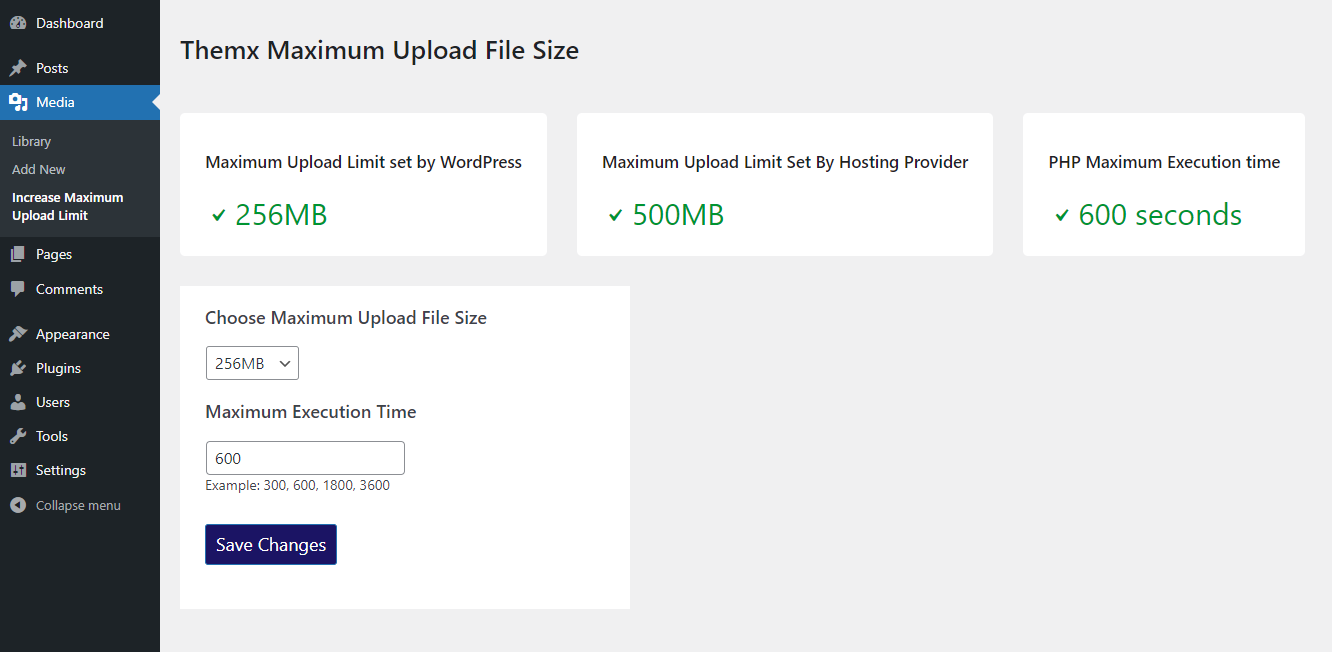 Dashboard
Posts
Media
Library
Add New
Increase Maximum
Upload Limit
Pages
Comments
Appearance
Plugins
Users
Tools
Settings
Collapse menu
Themx Maximum Upload File Size
Maximum Upload Limit set by WordPress
256MB
Maximum Upload Limit Set By Hosting Provider
500MB
PHP Maximum Execution time
600 seconds
Choose Maximum Upload File Size
256MB
Maximum Execution Time
600
Example: 300, 600, 1800, 3600
Save Changes